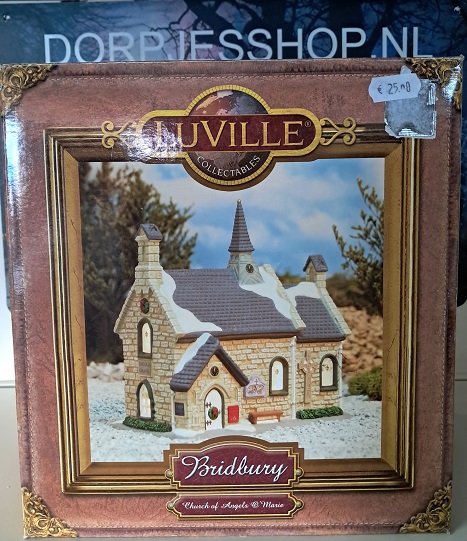 DORPJESSHOP.NL
€ 25,00
LUVILLE®
COLLECTABLES
Bridbury
Church of Angels O'Marie